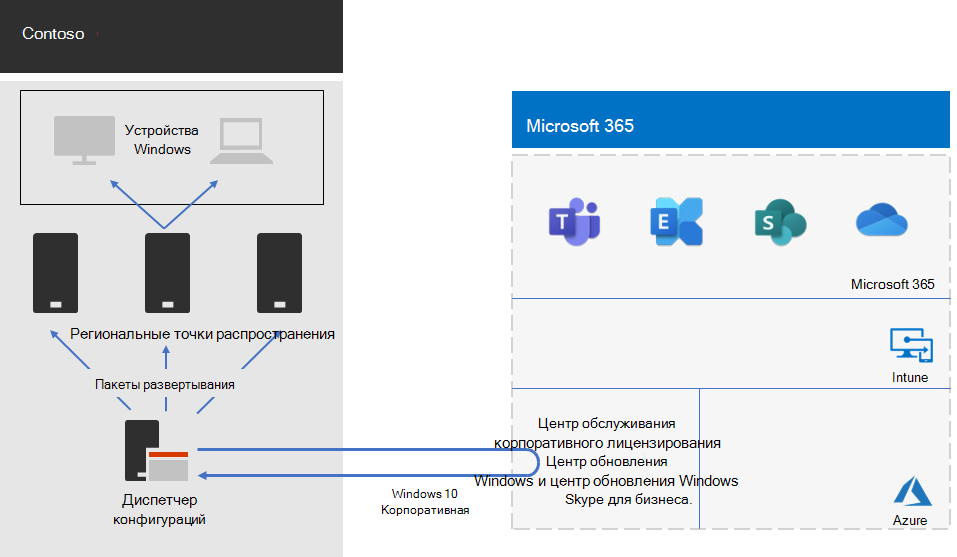 Contoso
Устройства
Windows
Региональные точки распространения
Пакеты развертывания
Диспетчер
конфигураций
Windows 10
Корпоративная
Microsoft 365
T
E
S
Microsoft 365
Intune
Центр обслуживания
корпоративного лицензирования
Центр обновления
Windows и центр обновления Windows
Skype для бизнеса.
Azure